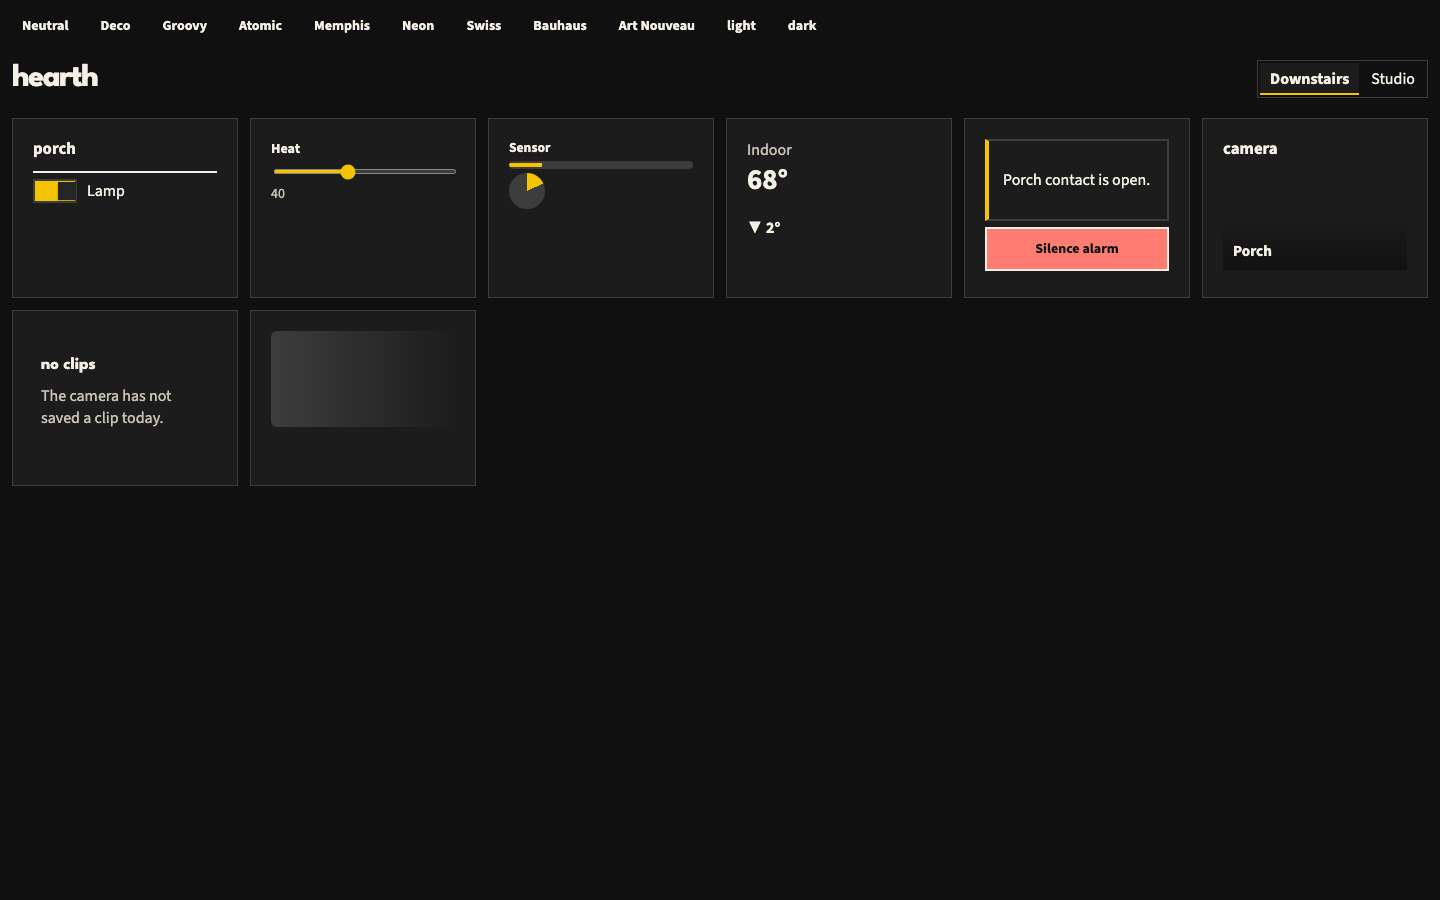 Neutral Deco Groovy Atomic Memphis Neon Swiss Bauhaus Art Nouveau light dark
hearth
Downstairs Studio
porch
Lamp
Heat
40
Sensor
Indoor
68°
▼ 2°
Porch contact is open.
Silence alarm
camera
Porch
no clips
The camera has not
saved a clip today.